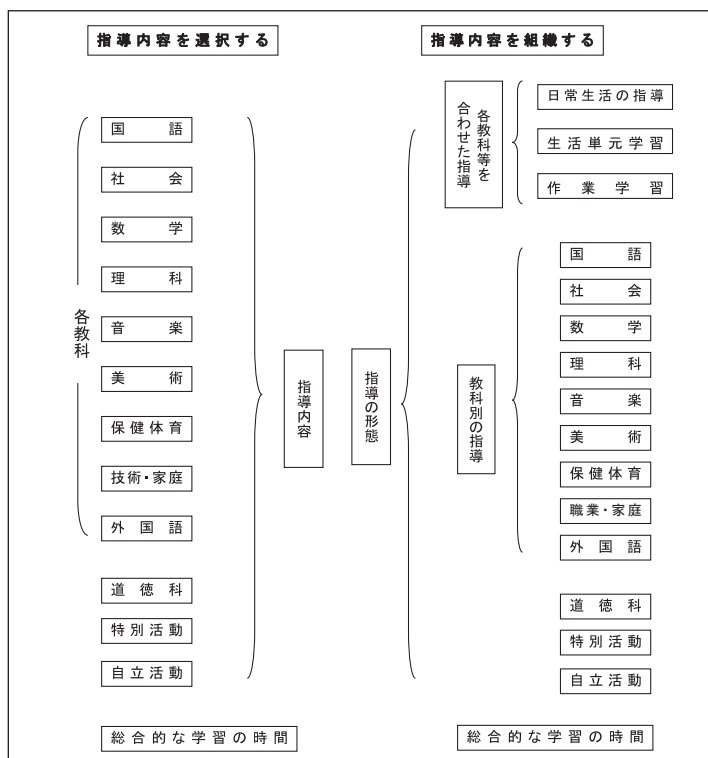 指導内容を選択する
国語
社会
数学
理科
音楽
美術
保健体育
技術・家庭
外国語
各教科
道徳科
特別活動
自立活動
総合的な学習の時間
指導内容
指導の形態
指導内容を組織する
各教科等を
合わせた指導
日常生活の指導
生活単元学習
作業学習
教科別の指導
国語
社会
数学
理科
音楽
美術
保健体育
職業・家庭
外国語
道徳科
特別活動
自立活動
総合的な学習の時間